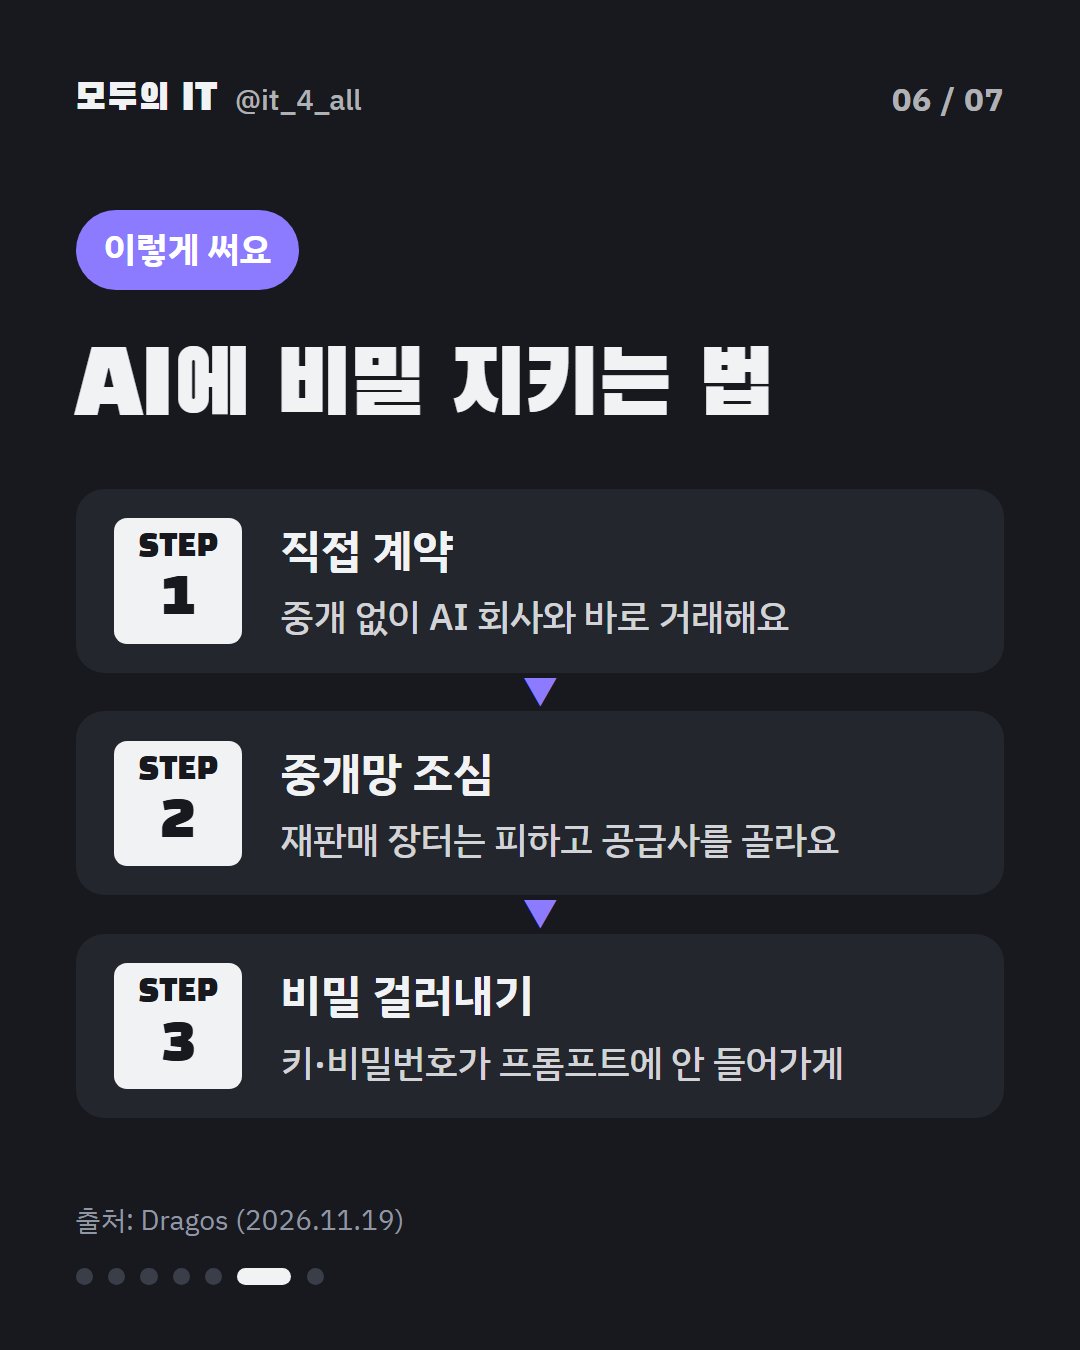 모두의 IT @it_4_all
06 / 07
이렇게 써요
AI에 비밀 지키는 법
STEP 1
직접 계약
중개 없이 AI 회사와 바로 거래해요
STEP 2
중개망 조심
재판매 장터는 피하고 공급사를 골라요
STEP 3
비밀 걸러내기
키·비밀번호가 프롬프트에 안 들어가게
출처: Dragos (2026.11.19)